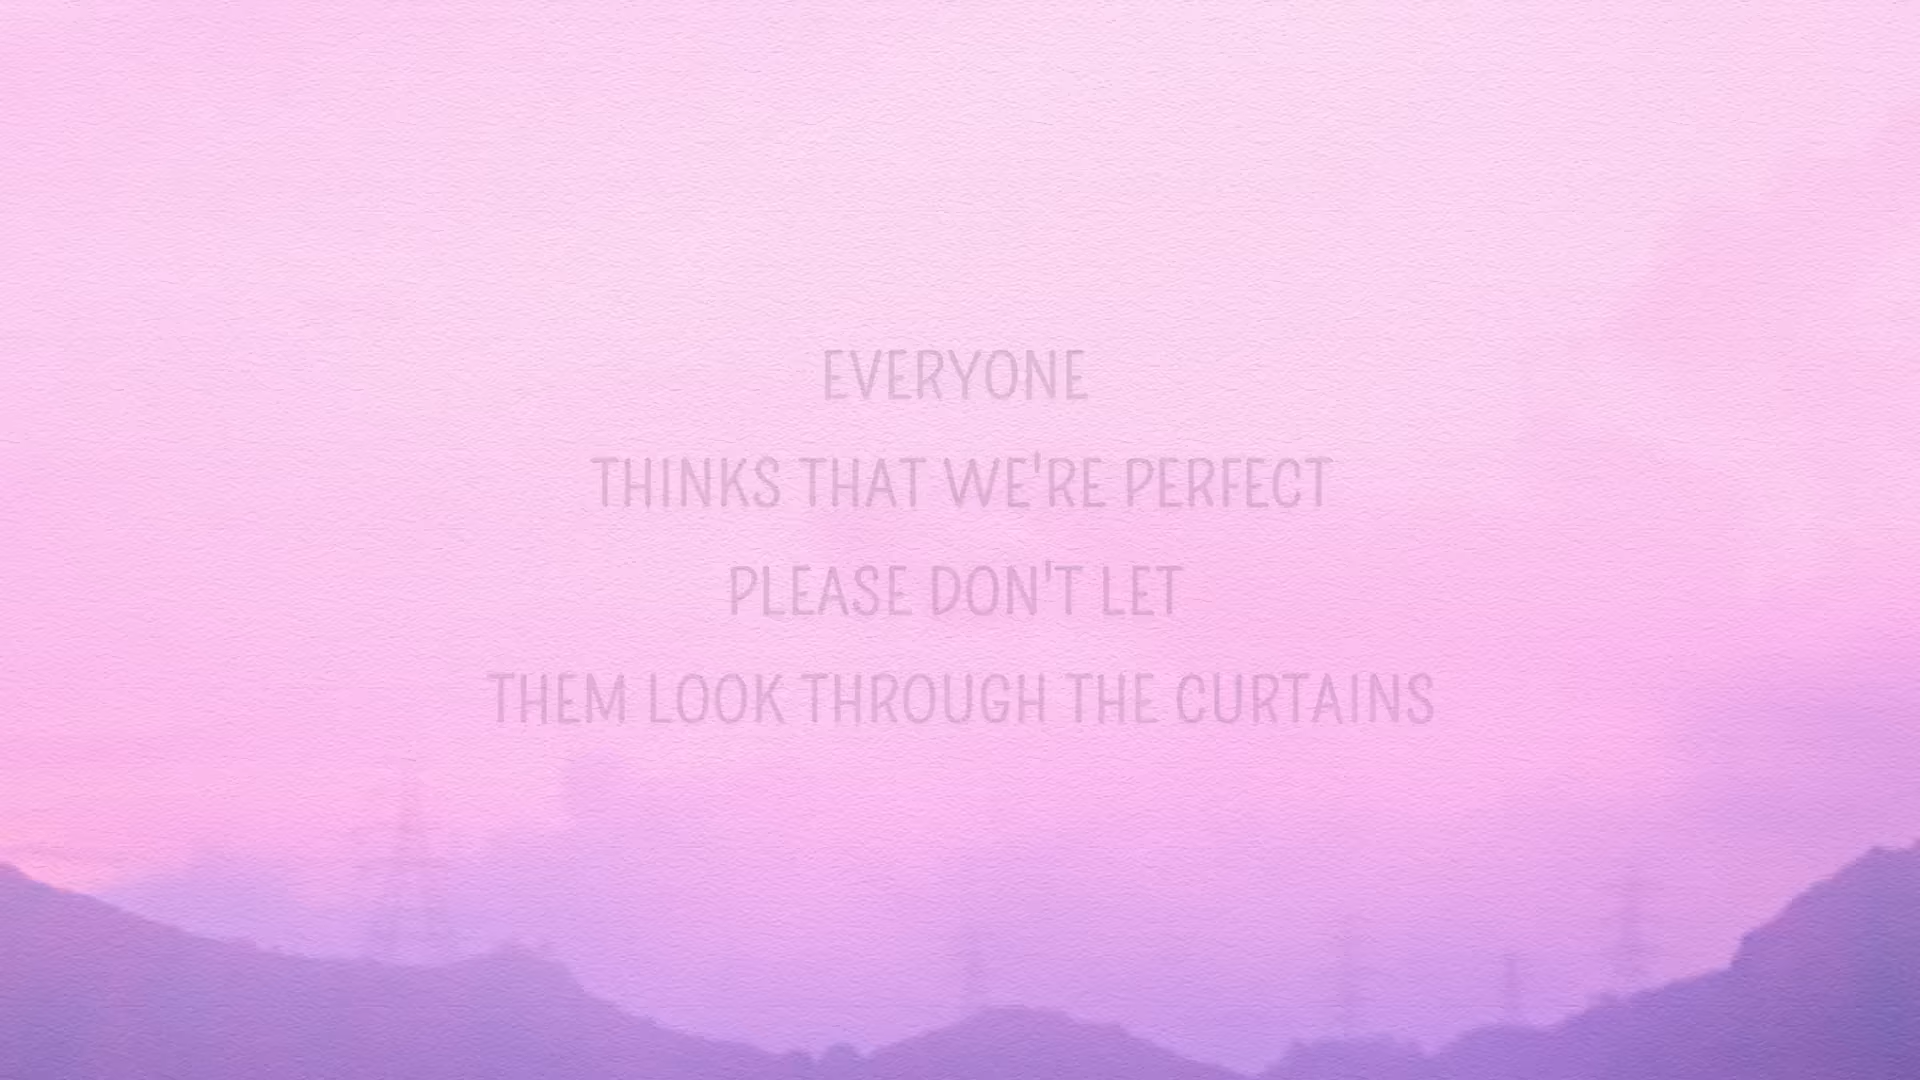 EVERYONE
THINKS THAT WE'RE PERFECT
PLEASE DON'T LET
THEM LOOK THROUGH THE CURTAINS